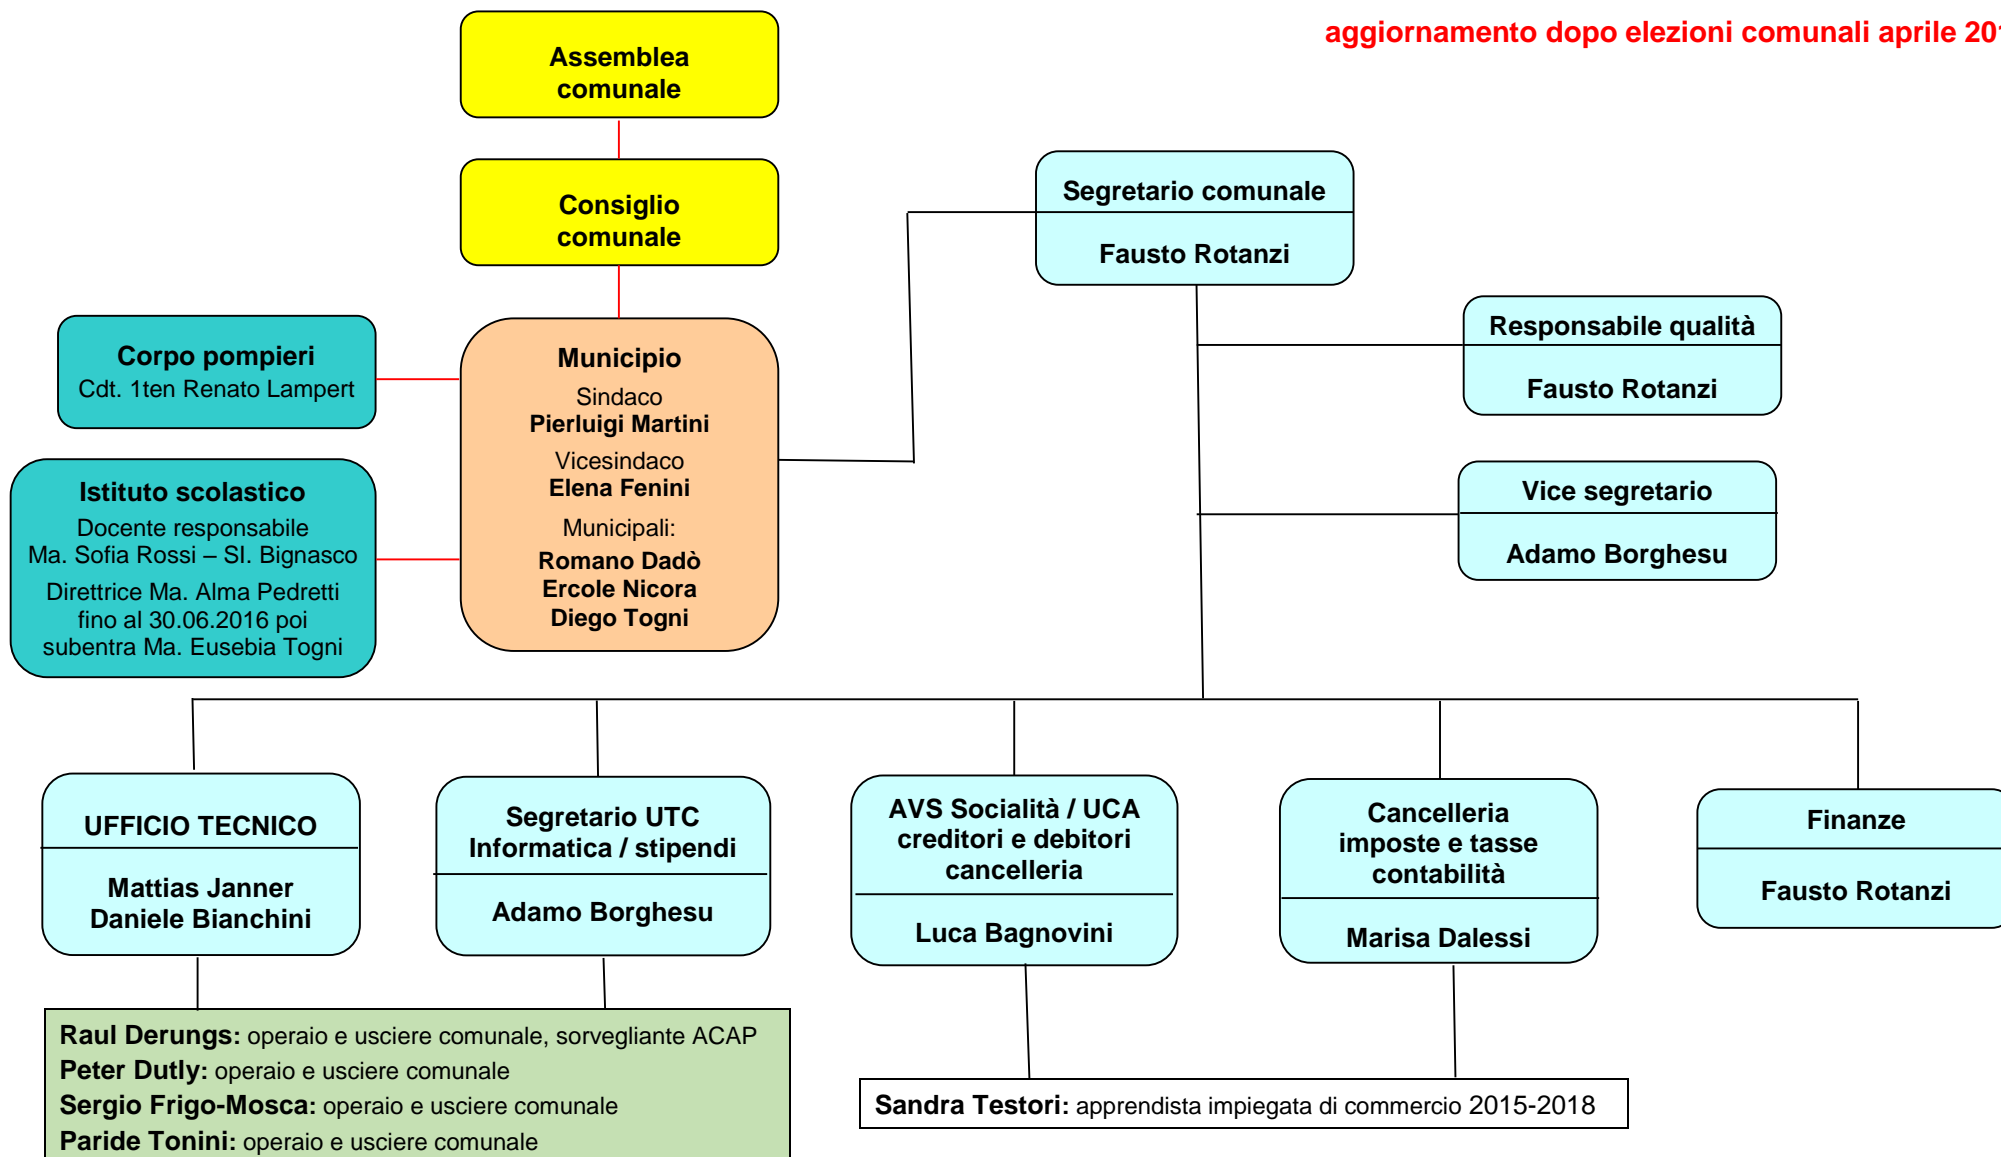 aggiornamento dopo elezioni comunali aprile
Assemblea
comunale
Consiglio
comunale
Segretario comunale
Fausto Rotanzi
Responsabile qualità
Fausto Rotanzi
Vice segretario
Adamo Borghesu
Corpo pompieri
Cdt. 1ten Renato Lampert
Istituto scolastico
Docente responsabile
Ma. Sofia Rossi – SI. Bignasco
Direttrice Ma. Alma Pedretti
fino al 30.06.2016 poi
subentra Ma. Eusebia Togni
Municipio
Sindaco
Pierluigi Martini
Vicesindaco
Elena Fenini
Municipali:
Romano Dadò
Ercole Nicora
Diego Togni
UFFICIO TECNICO
Mattias Janner
Daniele Bianchini
Segretario UTC
Informatica / stipendi
Adamo Borghesu
AVS Socialità / UCA
creditori e debitori
cancelleria
Luca Bagnovini
Cancelleria
imposte e tasse
contabilità
Marisa Dalessi
Finanze
Fausto Rotanzi
Raul Derungs: operaio e usciere comunale, sorvegliante ACAP
Peter Dutly: operaio e usciere comunale
Sergio Frigo-Mosca: operaio e usciere comunale
Paride Tonini: operaio e usciere comunale
Sandra Testori: apprendista impiegata di commercio 2015-2018